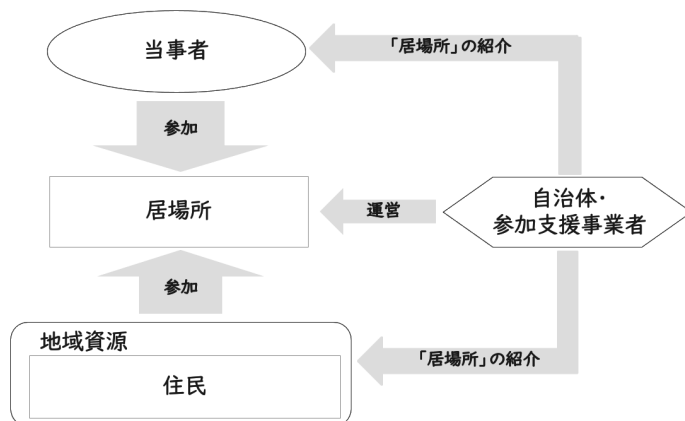 当事者
「居場所」の紹介
参加
居場所
運営
自治体・
参加支援事業者
参加
地域資源
住民
「居場所」の紹介